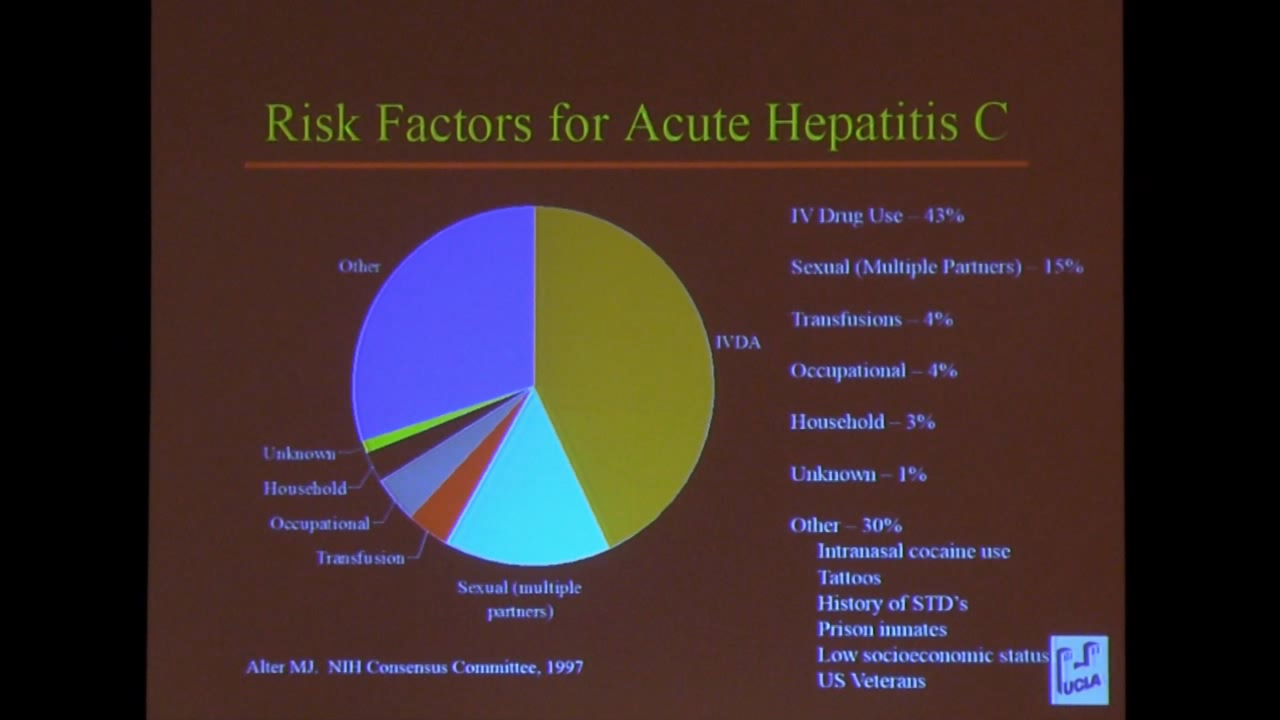 Risk Factors for Acute Hepatitis C
Other
IVDA
Unknown
Household
Occupational
Transfusion
Sexual (multiple
partners)
IV Drug Use – 43%
Sexual (Multiple Partners) – 15%
Transfusions – 4%
Occupational – 4%
Household – 3%
Unknown – 1%
Other – 30%
Intranasal cocaine use
Tattoos
History of STD's
Prison inmates
Low socioeconomic status
US Veterans
Alter MJ. NIH Consensus Committee, 1997
UCLA